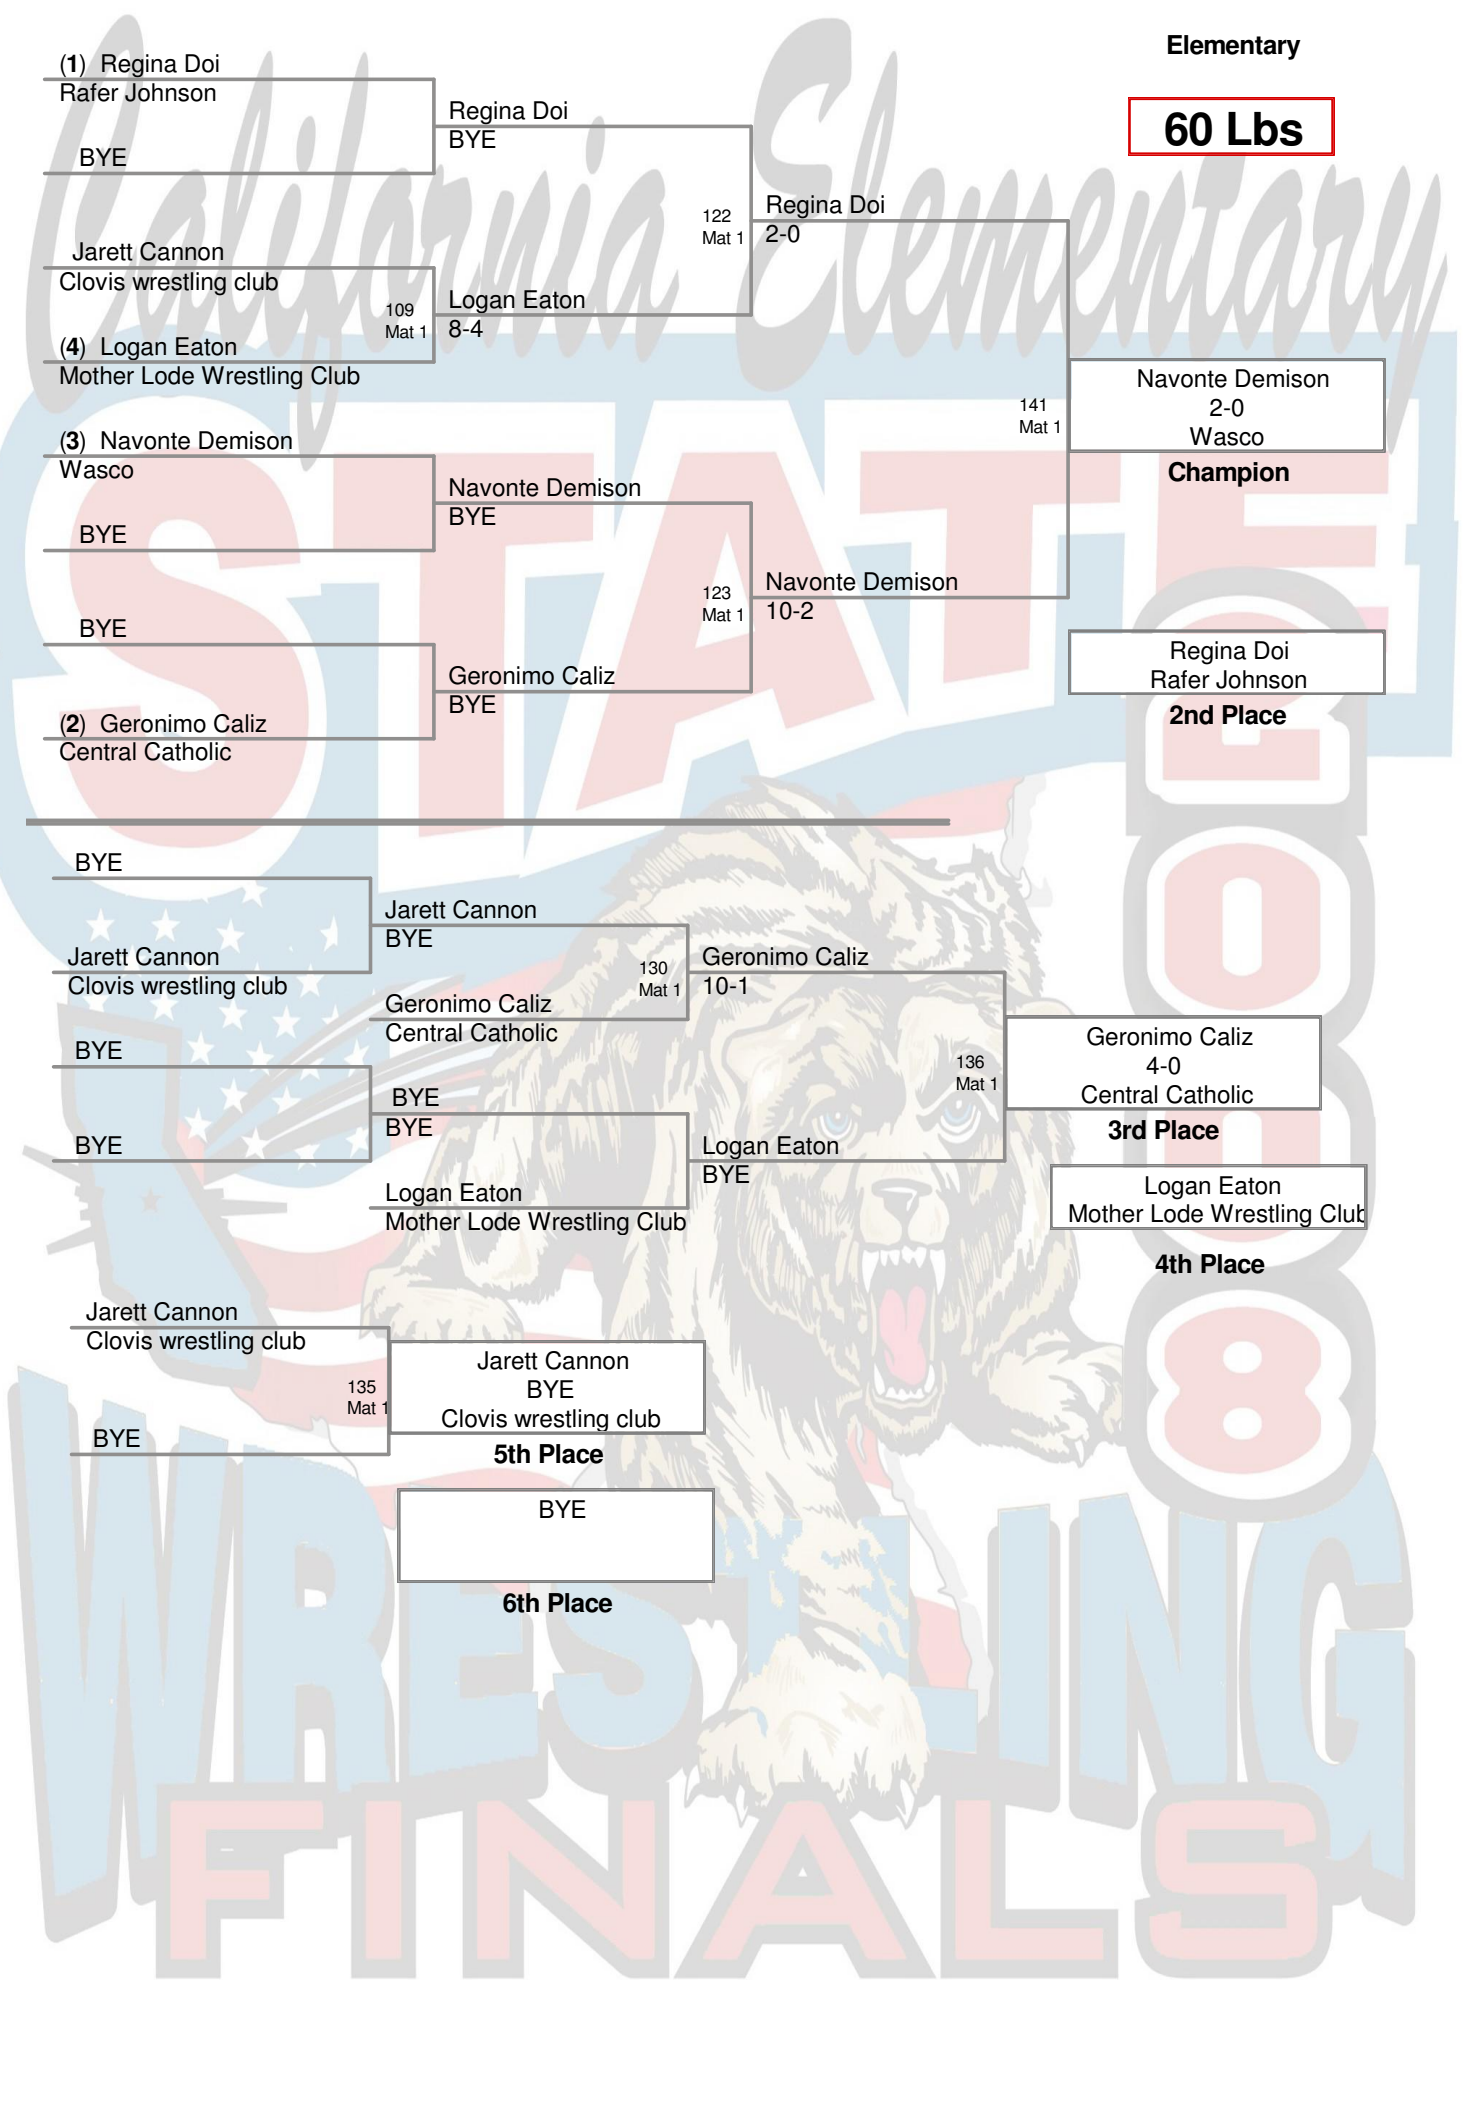 California Elementary
STATE
2008
WRESTLING
FINALS
Elementary
60 Lbs
(1) Regina Doi
Rafer Johnson
BYE
Regina Doi
BYE
Jarett Cannon
Clovis wrestling club
109
Mat 1
(4) Logan Eaton
Mother Lode Wrestling Club
Logan Eaton
8-4
122
Mat 1
Regina Doi
2-0
(3) Navonte Demison
Wasco
BYE
Navonte Demison
BYE
BYE
(2) Geronimo Caliz
Central Catholic
Geronimo Caliz
BYE
123
Mat 1
Navonte Demison
10-2
141
Mat 1
Navonte Demison
2-0
Wasco
Champion
Regina Doi
Rafer Johnson
2nd Place
BYE
Jarett Cannon
Clovis wrestling club
Jarett Cannon
BYE
Geronimo Caliz
Central Catholic
130
Mat 1
Geronimo Caliz
10-1
BYE
BYE
BYE
BYE
Logan Eaton
Mother Lode Wrestling Club
Logan Eaton
BYE
136
Mat 1
Geronimo Caliz
4-0
Central Catholic
3rd Place
Logan Eaton
Mother Lode Wrestling Club
4th Place
Jarett Cannon
Clovis wrestling club
135
Mat 1
BYE
Jarett Cannon
BYE
Clovis wrestling club
5th Place
BYE
6th Place